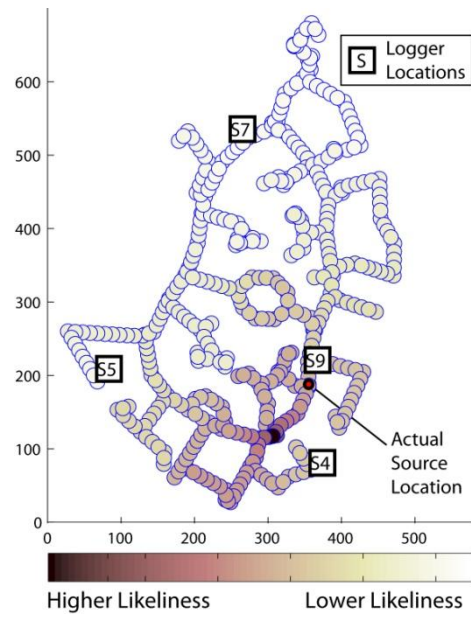 S Logger
Locations
600
S7
500
400
300
S9
S5
200
S4
100
Actual
Source
Location
0
0 100 200 300 400 500
Higher Likeliness Lower Likeliness